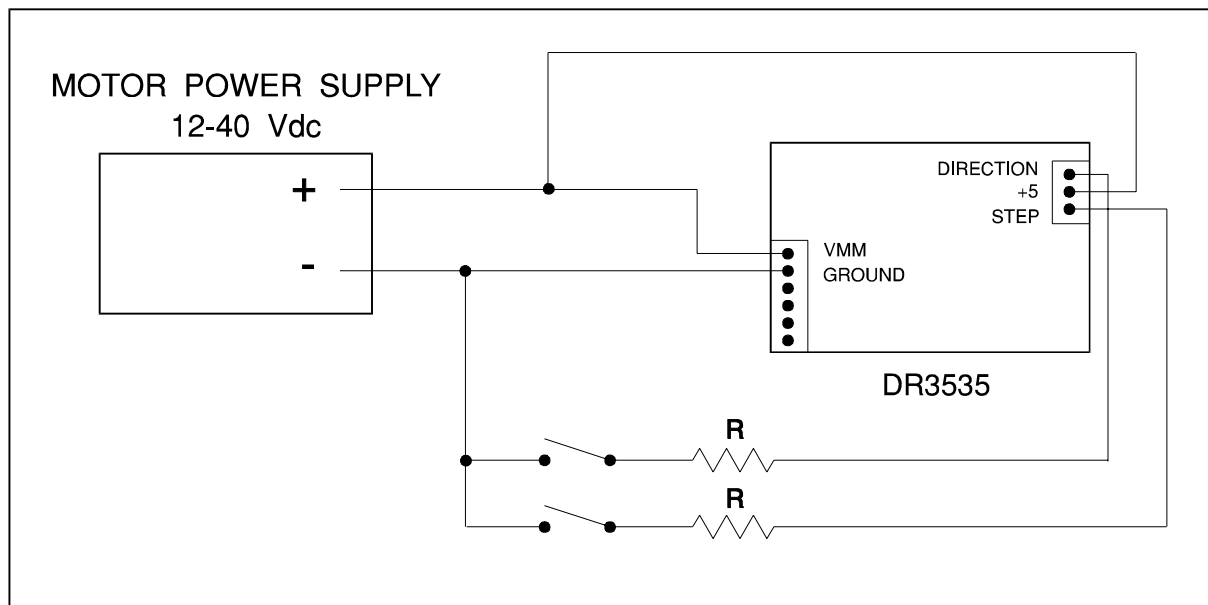 MOTOR POWER SUPPLY
12-40 Vdc
+
-
DIRECTION
+5
STEP
VMM
GROUND
DR3535
R
R